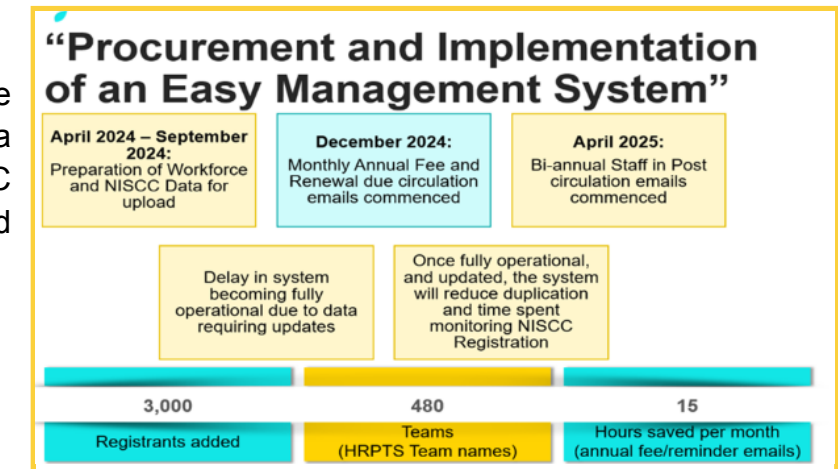 “Procurement and Implementation
of an Easy Management System”
April 2024 – September
2024:
Preparation of Workforce
and NISCC Data for
upload
December 2024:
Monthly Annual Fee and
Renewal due circulation
emails commenced
April 2025:
Bi-annual Staff in Post
circulation emails
commenced
Delay in system
becoming fully
operational due to data
requiring updates
Once fully operational,
and updated, the system
will reduce duplication
and time spent
monitoring NISCC
Registration
3,000
480
15
Registrants added
Teams
(HRPTS Team names)
Hours saved per month
(annual fee/reminder emails)